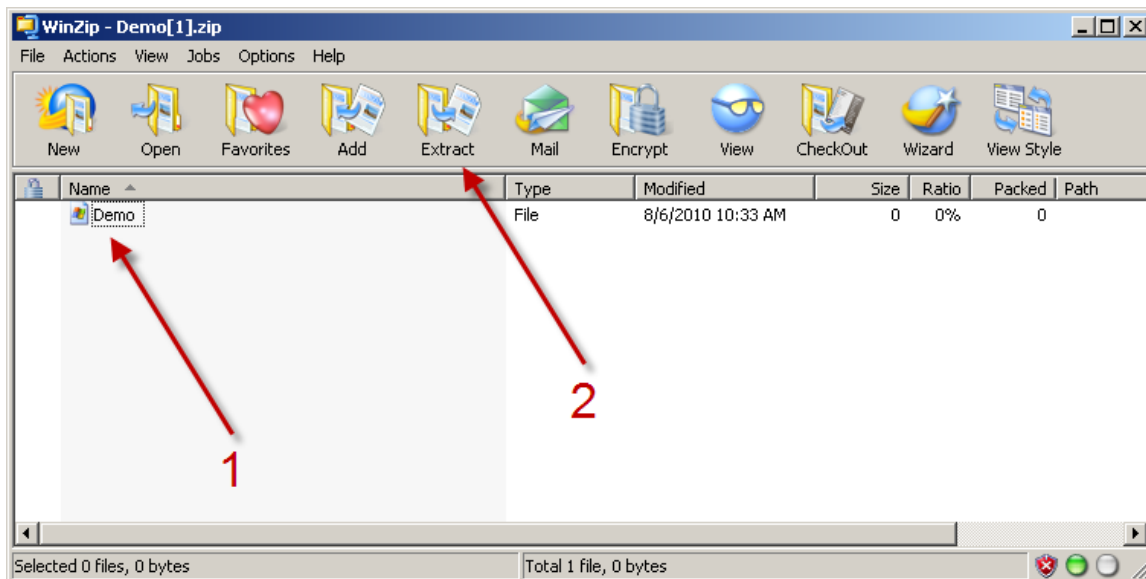 WinZip - Demo[1].zip
File Actions View Jobs Options Help
New Open Favorites Add Extract Mail Encrypt View CheckOut Wizard View Style
Name Type Modified Size Ratio Packed Path
Demo File 8/6/2010 10:33 AM 0 0% 0
2
1
Selected 0 files, 0 bytes Total 1 file, 0 bytes